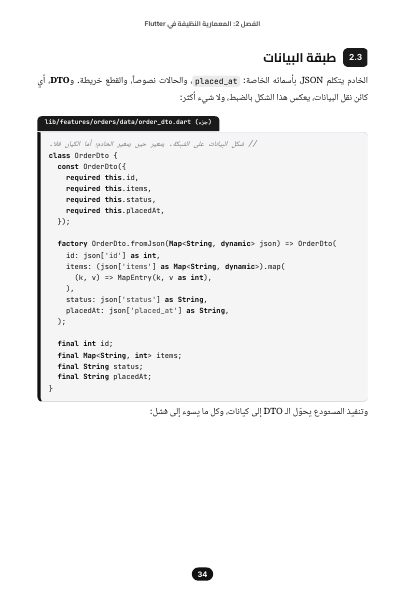 الفصل 2: المعمارية النظيفة في Flutter
2.3 طبقة البيانات
الخادم يتكلم JSON بأسمائه الخاصة: placed_at، والحالات نصوصاً، والقطع خريطة. وDTO، أي
كائن نقل البيانات، يعكس هذا الشكل بالضبط، ولا شيء أكثر:
lib/features/orders/data/order_dto.dart (جزء)
// شكل البيانات على الشبكة. يتغير حين يتغير الخادم؛ أما الكيان فلا.
class OrderDto {
  const OrderDto({
    required this.id,
    required this.items,
    required this.status,
    required this.placedAt,
  });

  factory OrderDto.fromJson(Map<String, dynamic> json) => OrderDto(
    id: json['id'] as int,
    items: (json['items'] as Map<String, dynamic>).map(
      (k, v) => MapEntry(k, v as int),
    ),
    status: json['status'] as String,
    placedAt: json['placed_at'] as String,
  );

  final int id;
  final Map<String, int> items;
  final String status;
  final String placedAt;
}
وتنفيذ المستودع يحوّل الـ DTO إلى كيانات، وكل ما يسوء إلى فشل:
34